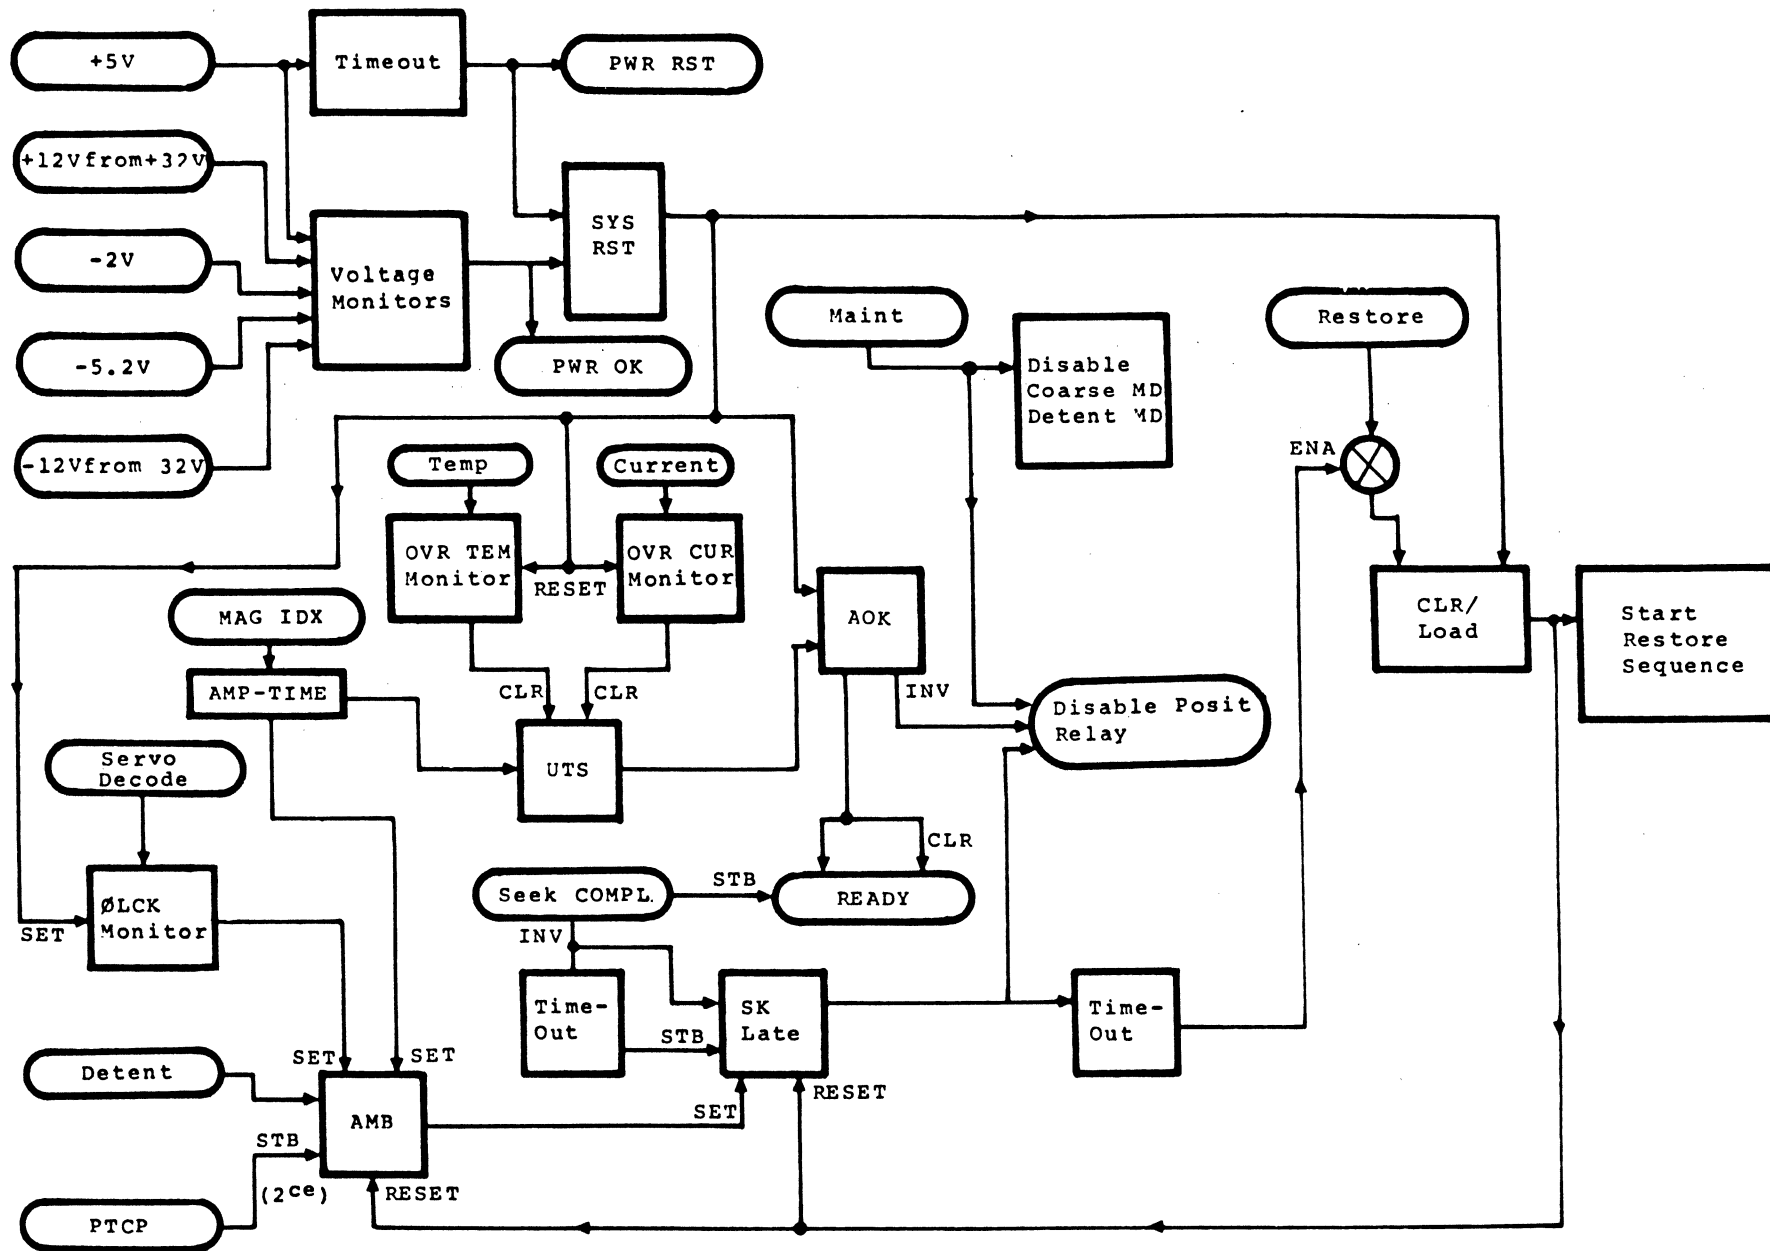 +5V
Timeout
PWR RST
+12Vfrom+32V
SYS
RST
-2V
Voltage
Monitors
Maint
Restore
-5.2V
PWR OK
Disable
Coarse MD
Detent MD
-12Vfrom 32V
Temp
Current
ENA
OVR TEM
Monitor
RESET
OVR CUR
Monitor
MAG IDX
AOK
CLR/
Load
Start
Restore
Sequence
AMP-TIME
CLR
CLR
INV
Disable Posit
Relay
Servo
Decode
UTS
CLR
STB
Seek COMPL.
READY
ØLCK
Monitor
SET
INV
Time-
Out
STB
SK
Late
Time-
Out
SET
SET
Detent
RESET
SET
AMB
STB
(2ce)
RESET
PTCP